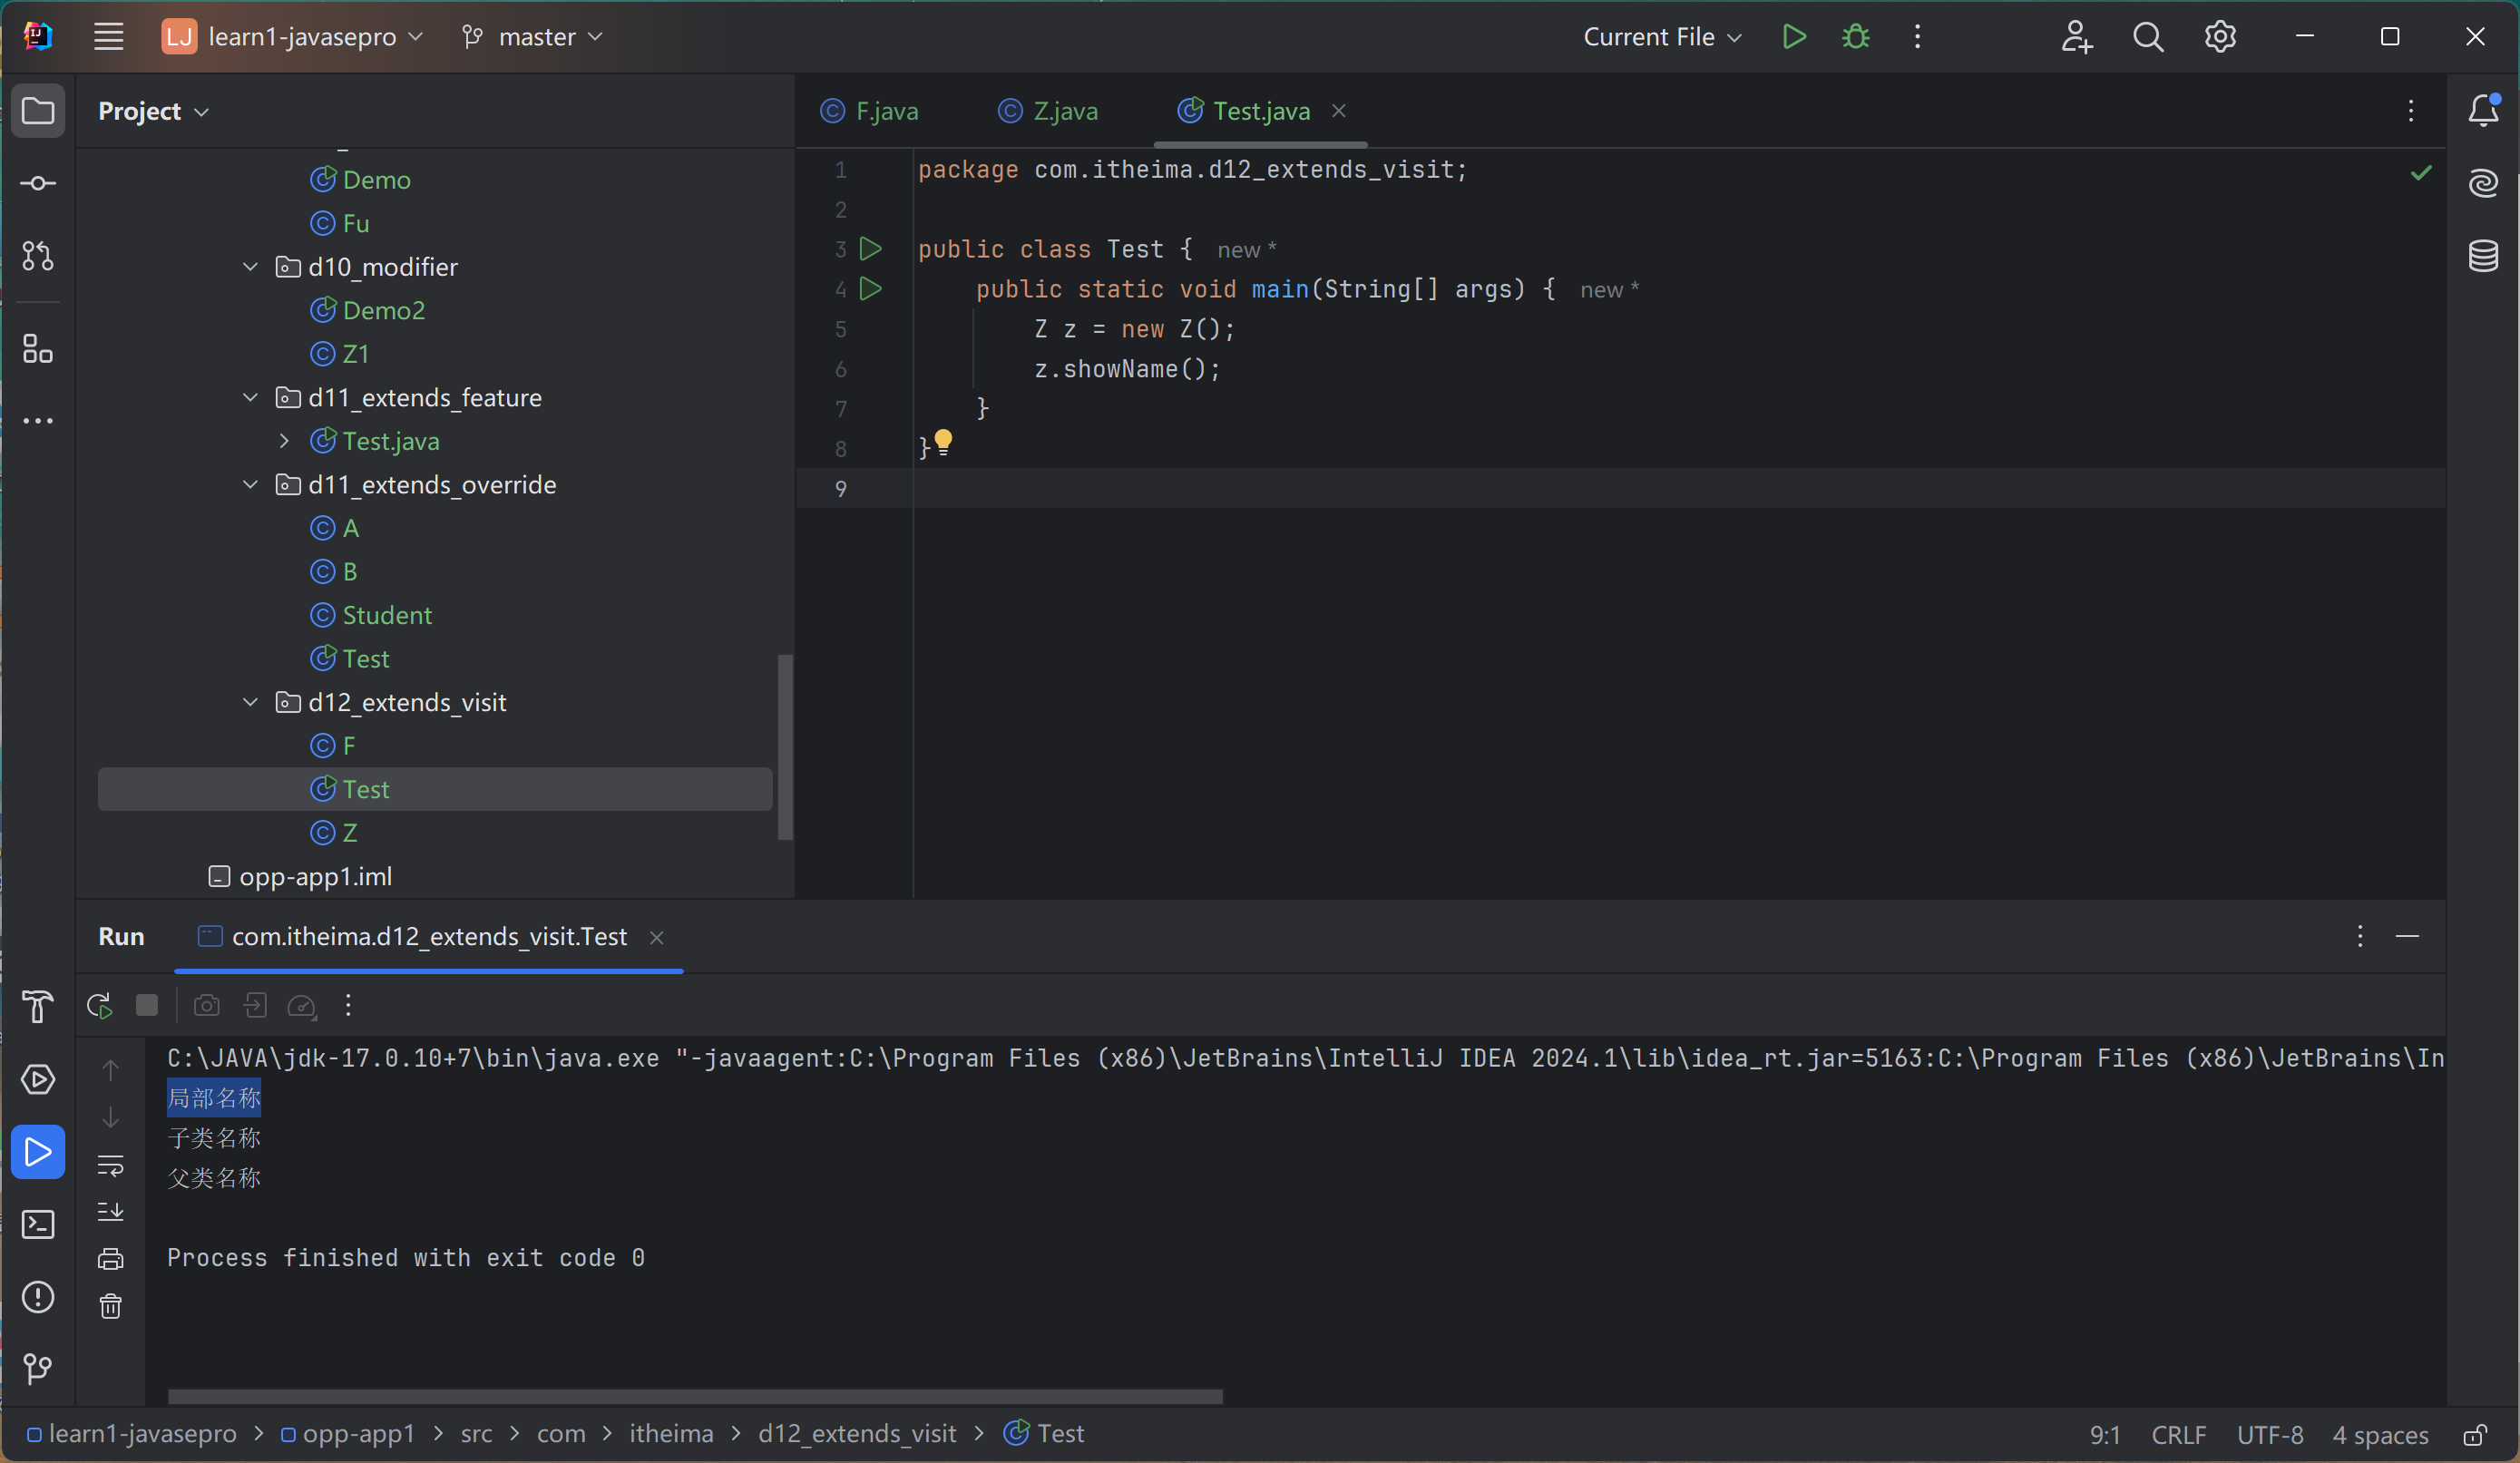 LJ learn1-javasepro master Current File
Project
F.java Z.java Test.java
Demo
Fu
d10_modifier
Demo2
Z1
d11_extends_feature
Test.java
d11_extends_override
A
B
Student
Test
d12_extends_visit
F
Test
Z
opp-app1.iml
1 package com.itheima.d12_extends_visit;
2
3 public class Test { new *
4 public static void main(String[] args) { new *
5 Z z = new Z();
6 z.showName();
7 }
8 }
9
Run com.itheima.d12_extends_visit.Test
C:\JAVA\jdk-17.0.10+7\bin\java.exe "-javaagent:C:\Program Files (x86)\JetBrains\IntelliJ IDEA 2024.1\lib\idea_rt.jar=5163:C:\Program Files (x86)\JetBrains\In
局部名称
子类名称
父类名称
Process finished with exit code 0
learn1-javasepro > opp-app1 > src > com > itheima > d12_extends_visit > Test 9:1 CRLF UTF-8 4 spaces